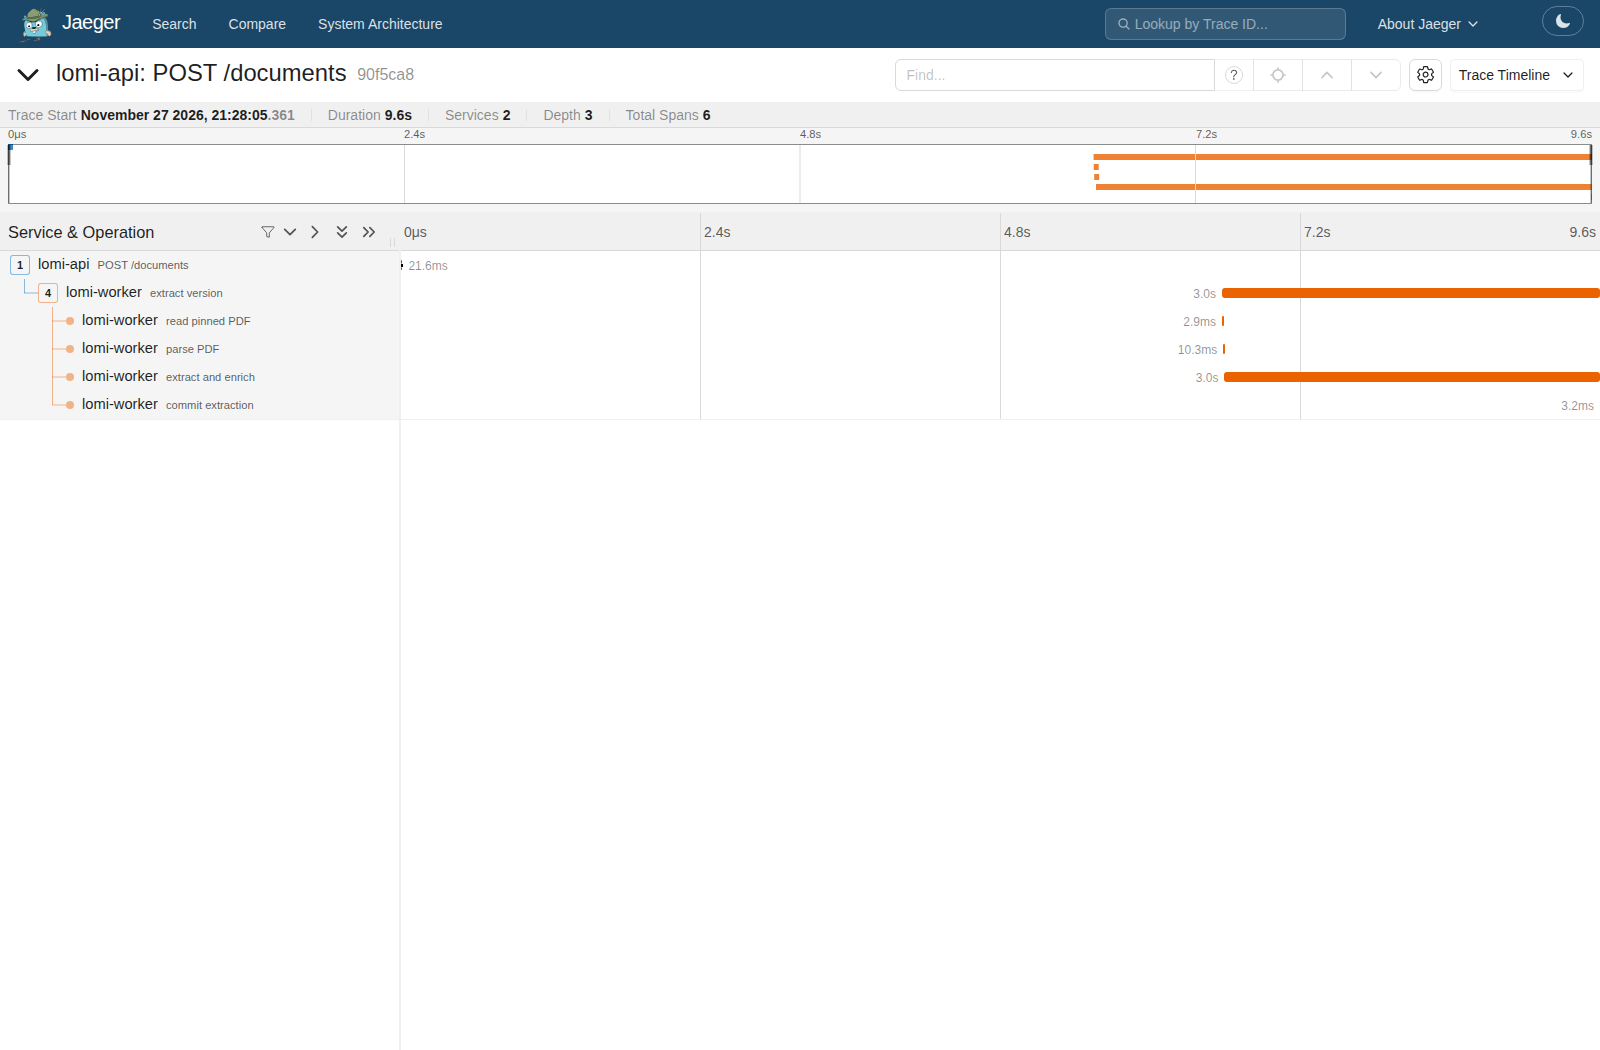 Jaeger Search Compare System Architecture Lookup by Trace ID... About Jaeger
lomi-api: POST /documents 90f5ca8 Find... Trace Timeline
Trace Start November 27 2026, 21:28:05.361 Duration 9.6s Services 2 Depth 3 Total Spans 6
0μs 2.4s 4.8s 7.2s 9.6s
Service & Operation 0μs 2.4s 4.8s 7.2s 9.6s
1 lomi-api POST /documents 21.6ms
4 lomi-worker extract version 3.0s
lomi-worker read pinned PDF 2.9ms
lomi-worker parse PDF 10.3ms
lomi-worker extract and enrich 3.0s
lomi-worker commit extraction 3.2ms